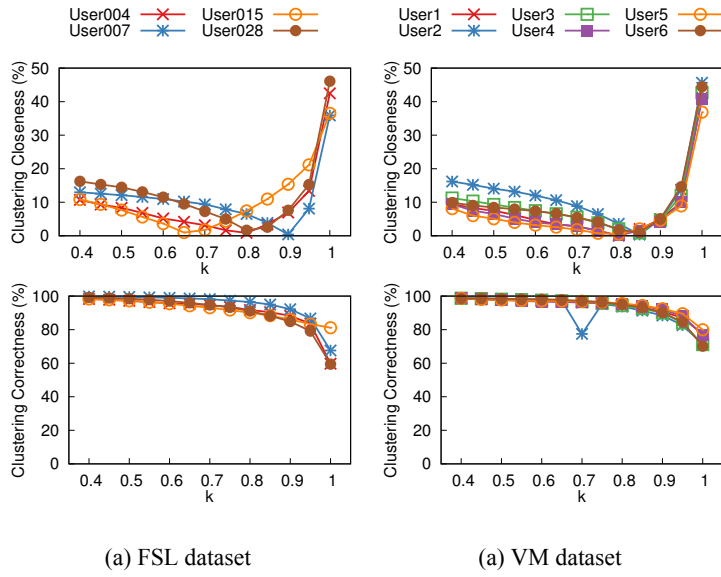 User004 User015
User007 User028
User1 User3 User5
User2 User4 User6
Clustering Closeness (%)
50
40
30
20
10
0
0.4 0.5 0.6 0.7 0.8 0.9 1
k
Clustering Closeness (%)
50
40
30
20
10
0
0.4 0.5 0.6 0.7 0.8 0.9 1
k
Clustering Correctness (%)
100
80
60
40
20
0
0.4 0.5 0.6 0.7 0.8 0.9 1
k
Clustering Correctness (%)
100
80
60
40
20
0
0.4 0.5 0.6 0.7 0.8 0.9 1
k
(a) FSL dataset
(a) VM dataset